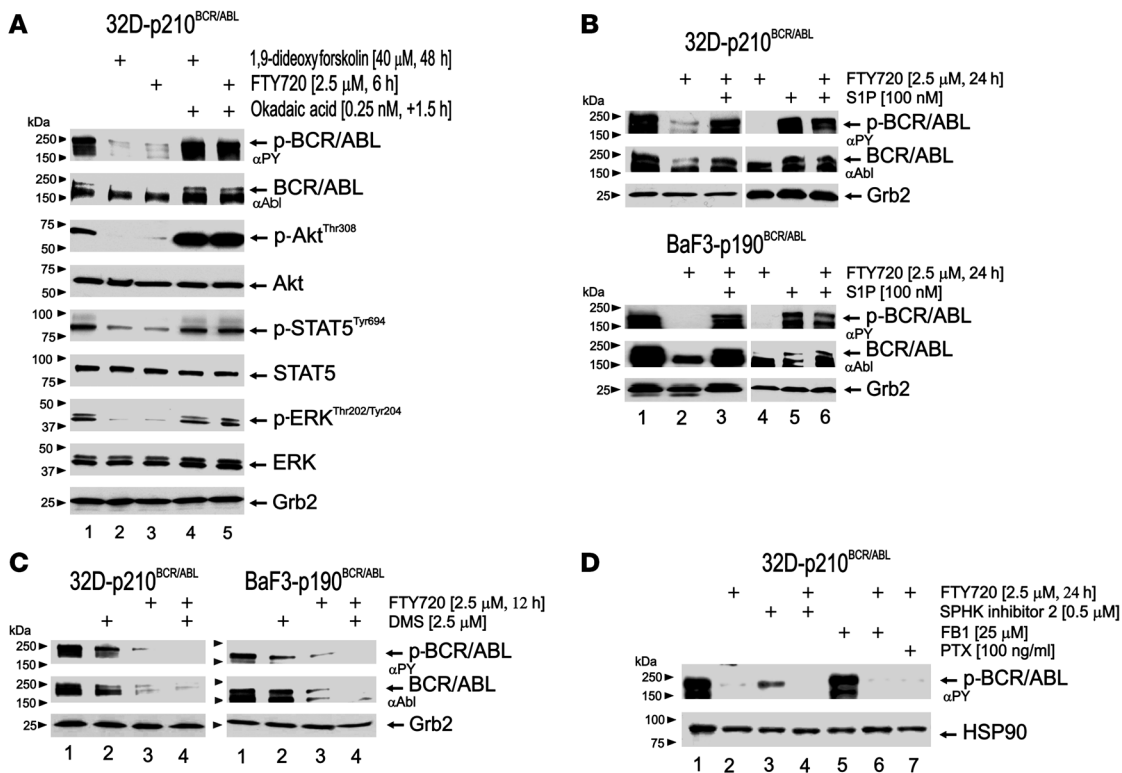 A
32D-p210BCR/ABL
+ + 1,9-dideoxyforskolin [40 μM, 48 h]
+ + FTY720 [2.5 μM, 6 h]
+ + Okadaic acid [0.25 nM, +1.5 h]
kDa
250
150
p-BCR/ABL
αPY
250
150
BCR/ABL
αAbl
75
50
p-AktThr308
75
50
Akt
100
75
p-STAT5Tyr694
100
75
STAT5
50
37
p-ERKThr202/Tyr204
50
37
ERK
25
Grb2
1 2 3 4 5
B
32D-p210BCR/ABL
+ + + + FTY720 [2.5 μM, 24 h]
+ + + S1P [100 nM]
kDa
250
150
p-BCR/ABL
αPY
250
150
BCR/ABL
αAbl
25
Grb2
BaF3-p190BCR/ABL
+ + + + FTY720 [2.5 μM, 24 h]
+ + + S1P [100 nM]
kDa
250
150
p-BCR/ABL
αPY
250
150
BCR/ABL
αAbl
25
Grb2
1 2 3 4 5 6
C
32D-p210BCR/ABL BaF3-p190BCR/ABL
+ + + + FTY720 [2.5 μM, 12 h]
+ + + + DMS [2.5 μM]
kDa
250
150
p-BCR/ABL
αPY
250
150
BCR/ABL
αAbl
25
Grb2
1 2 3 4 1 2 3 4
D
32D-p210BCR/ABL
+ + + + FTY720 [2.5 μM, 24 h]
+ + SPHK inhibitor 2 [0.5 μM]
+ + FB1 [25 μM]
+ PTX [100 ng/ml]
kDa
250
150
p-BCR/ABL
αPY
100
75
HSP90
1 2 3 4 5 6 7